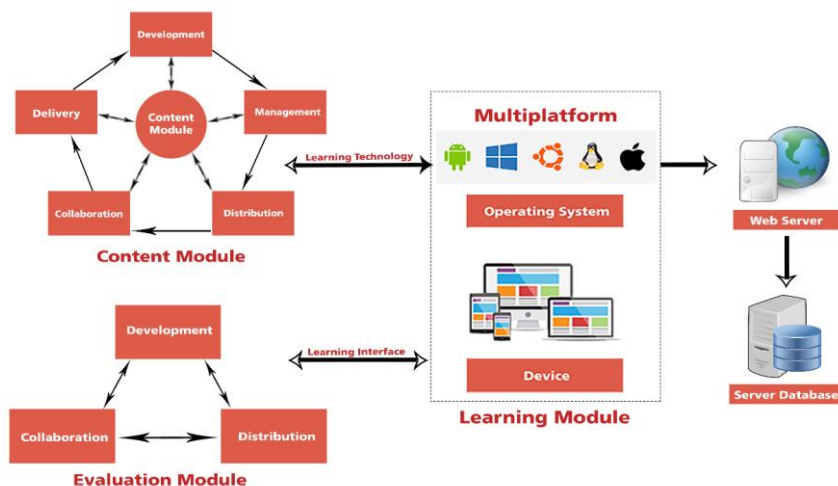 Development
Delivery
Content
Module
Management
Collaboration
Distribution
Content Module
Learning Technology
Multiplatform
Operating System
Device
Learning Module
Web Server
Server Database
Development
Learning Interface
Collaboration
Distribution
Evaluation Module